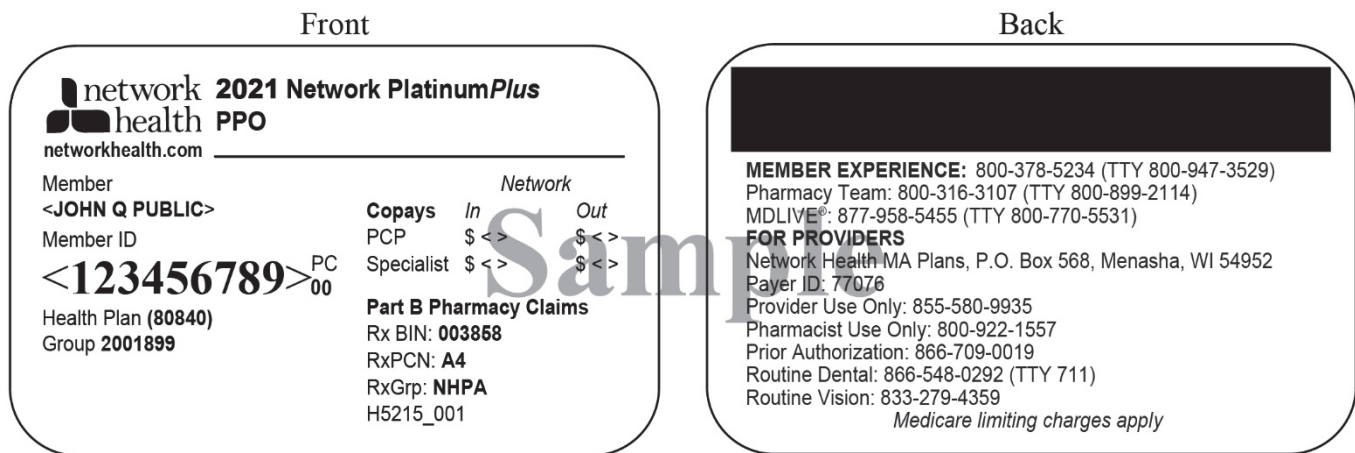 Front
network health
2021 Network PlatinumPlus
PPO
networkhealth.com
Member
<JOHN Q PUBLIC>
Member ID
<123456789> PC 00
Health Plan (80840)
Group 2001899
Network
Copays In Out
PCP $ < > $ < >
Specialist $ < > $ < >
Part B Pharmacy Claims
Rx BIN: 003858
RxPCN: A4
RxGrp: NHPA
H5215_001
Sample
Back
MEMBER EXPERIENCE: 800-378-5234 (TTY 800-947-3529)
Pharmacy Team: 800-316-3107 (TTY 800-899-2114)
MDLIVE®: 877-958-5455 (TTY 800-770-5531)
FOR PROVIDERS
Network Health MA Plans, P.O. Box 568, Menasha, WI 54952
Payer ID: 77076
Provider Use Only: 855-580-9935
Pharmacist Use Only: 800-922-1557
Prior Authorization: 866-709-0019
Routine Dental: 866-548-0292 (TTY 711)
Routine Vision: 833-279-4359
Medicare limiting charges apply